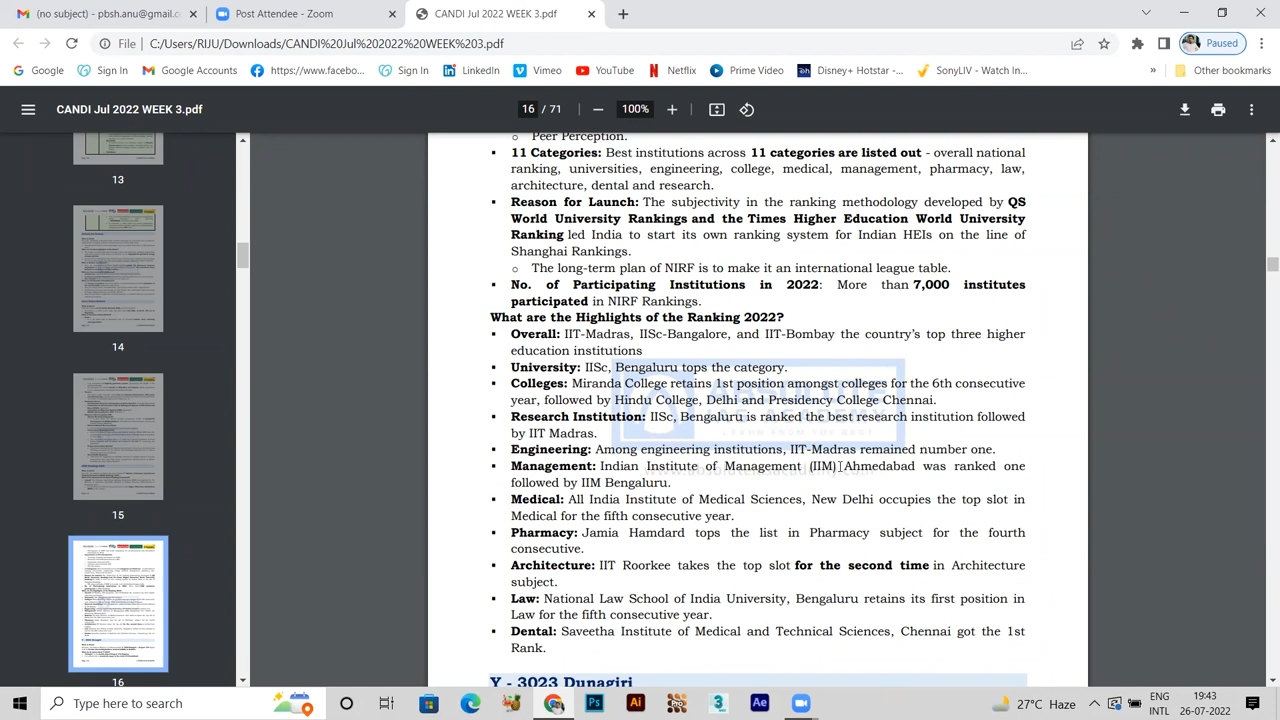 (no subject) - pbsh.anu@gmail.c
Post Attendee - Zoom
CANDI Jul 2022 WEEK 3.pdf
File
C:/Users/RIJU/Downloads/CANDI%20Jul%202022%20WEEK%203.pdf
Paused
Google
Sign In
Google Accounts
https://www.facebo...
Sign In
LinkedIn
Vimeo
YouTube
Netflix
Prime Video
Disney+ Hotstar -...
SonyLIV - Watch In...
»
Other bookmarks
CANDI Jul 2022 WEEK 3.pdf
16 / 71
100%
13
14
15
16
o Peer Perception.
▪ 11 Categories: Best institutions across 11 categories are listed out - overall national
ranking, universities, engineering, college, medical, management, pharmacy, law,
architecture, dental and research.
▪ Reason for Launch: The subjectivity in the ranking methodology developed by QS
World University Rankings and the Times Higher Education World University
Ranking led India to start its own ranking system for Indian HEIs on the line of
Shanghai Rankings.
o The long-term plan of NIRF is to make it an international league table.
▪ No. of Participating Institutions in 2022: More than 7,000 institutes
participated in NIRF Rankings.
What are the Highlights of the Ranking 2022?
▪ Overall: IIT-Madras, IISc-Bangalore, and IIT-Bombay the country's top three higher
education institutions
▪ University: IISc, Bengaluru tops the category.
▪ Colleges: Miranda College retains 1st position amongst colleges for the 6th consecutive
year, followed by Hindu College, Delhi and Presidency College Chennai.
▪ Research Institution: IISc, Bengaluru is ranked the best research institution followed
by IIT Madras.
▪ Engineering: Among engineering institutions, IIT-Madras remained number one.
▪ Management: Indian Institute of Management Ahmedabad was ranked one
followed by IIM Bengaluru.
▪ Medical: All India Institute of Medical Sciences, New Delhi occupies the top slot in
Medical for the fifth consecutive year.
▪ Pharmacy: Jamia Hamdard tops the list in Pharmacy subject for the fourth
consecutive.
▪ Architecture: IIT Roorkee takes the top slot for the second time in Architecture
subject.
▪ Law: National Law School of India University, Bengaluru retains its first position in
Law for the fifth consecutive year.
▪ Dental: Saveetha Institute of Medical and Technical Sciences, Chennai got the 1st
Rank.
Y - 3023 Dunagiri
Type here to search
Ps
Ai
Pro
Ae
27°C Haze
ENG
INTL
19:43
26-07-2022